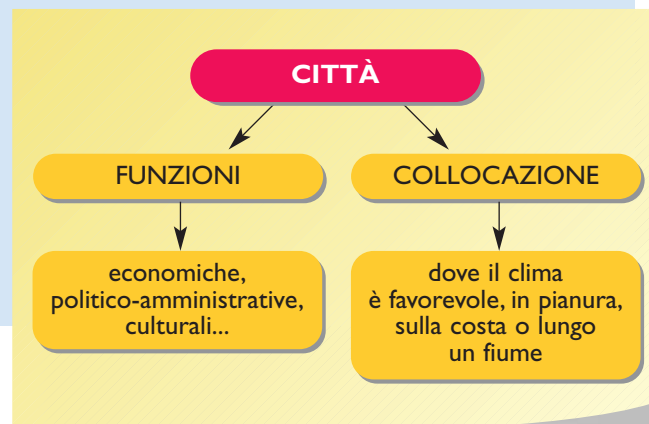 CITTÀ
FUNZIONI
COLLOCAZIONE
economiche,
politico-amministrative,
culturali...
dove il clima
è favorevole, in pianura,
sulla costa o lungo
un fiume